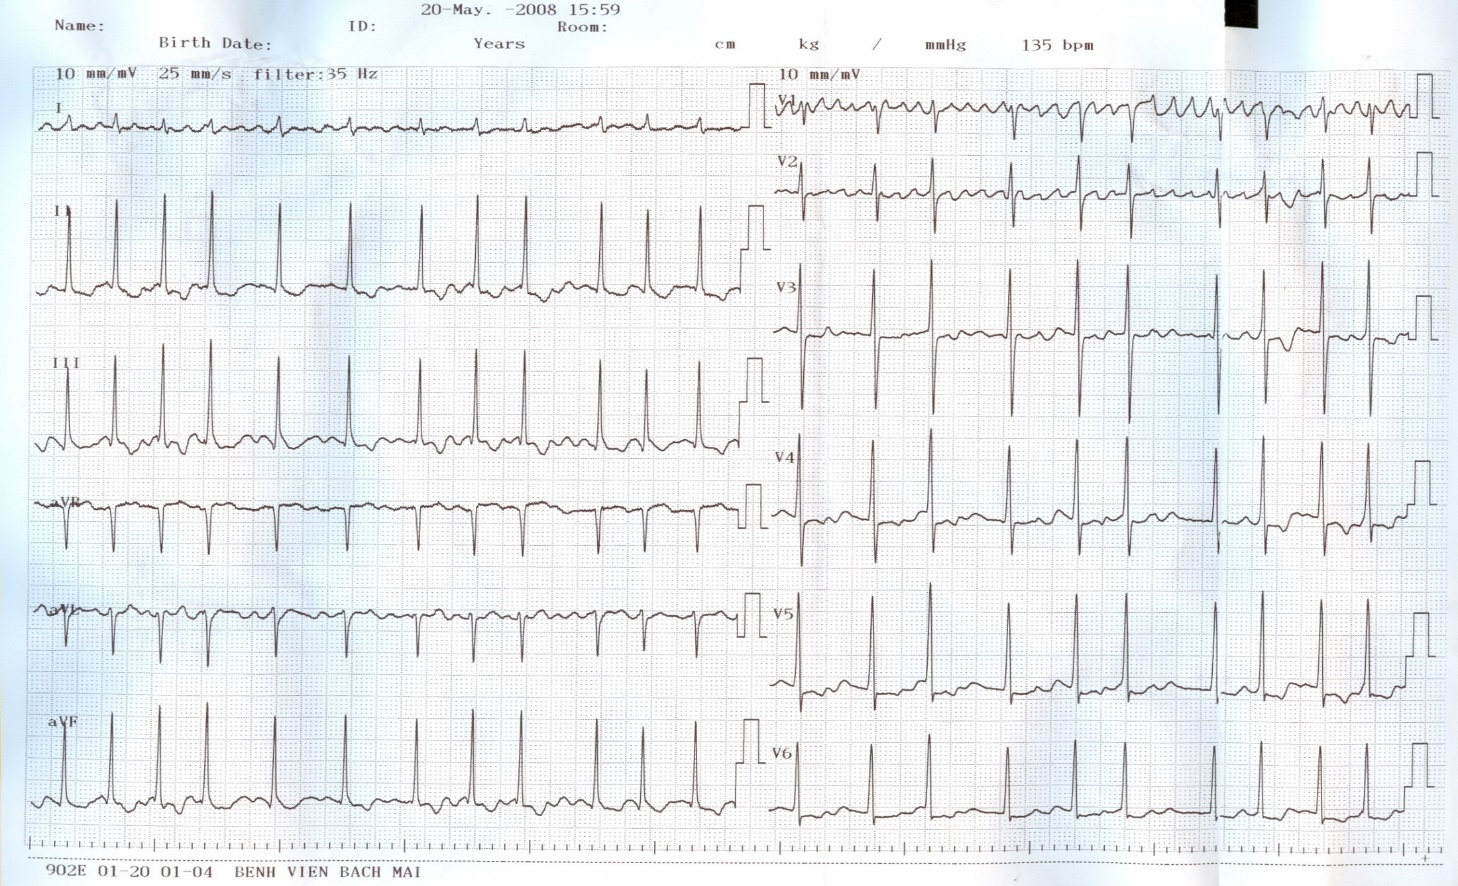 20-May. -2008 15:59
Name: ID: Room:
Birth Date: Years cm kg / mmHg 135 bpm
10 mm/mV 25 mm/s filter:35 Hz 10 mm/mV
I
II
III
aVR
aVL
aVF
V1
V2
V3
V4
V5
V6
902E 01-20 01-04 BENH VIEN BACH MAI